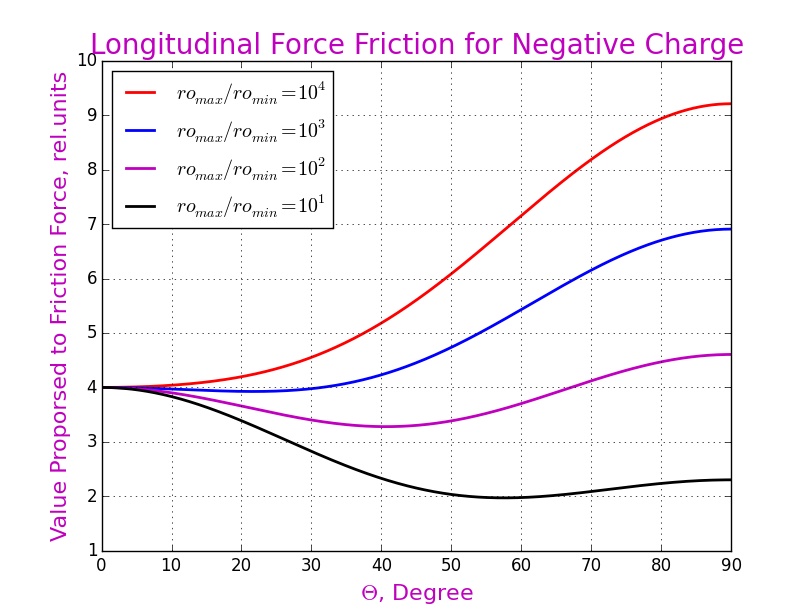 Longitudinal Force Friction for Negative Charge
Value Proporsed to Friction Force, rel.units
10
9
8
7
6
5
4
3
2
1
ro_max/ro_min=10^4
ro_max/ro_min=10^3
ro_max/ro_min=10^2
ro_max/ro_min=10^1
0 10 20 30 40 50 60 70 80 90
Θ, Degree